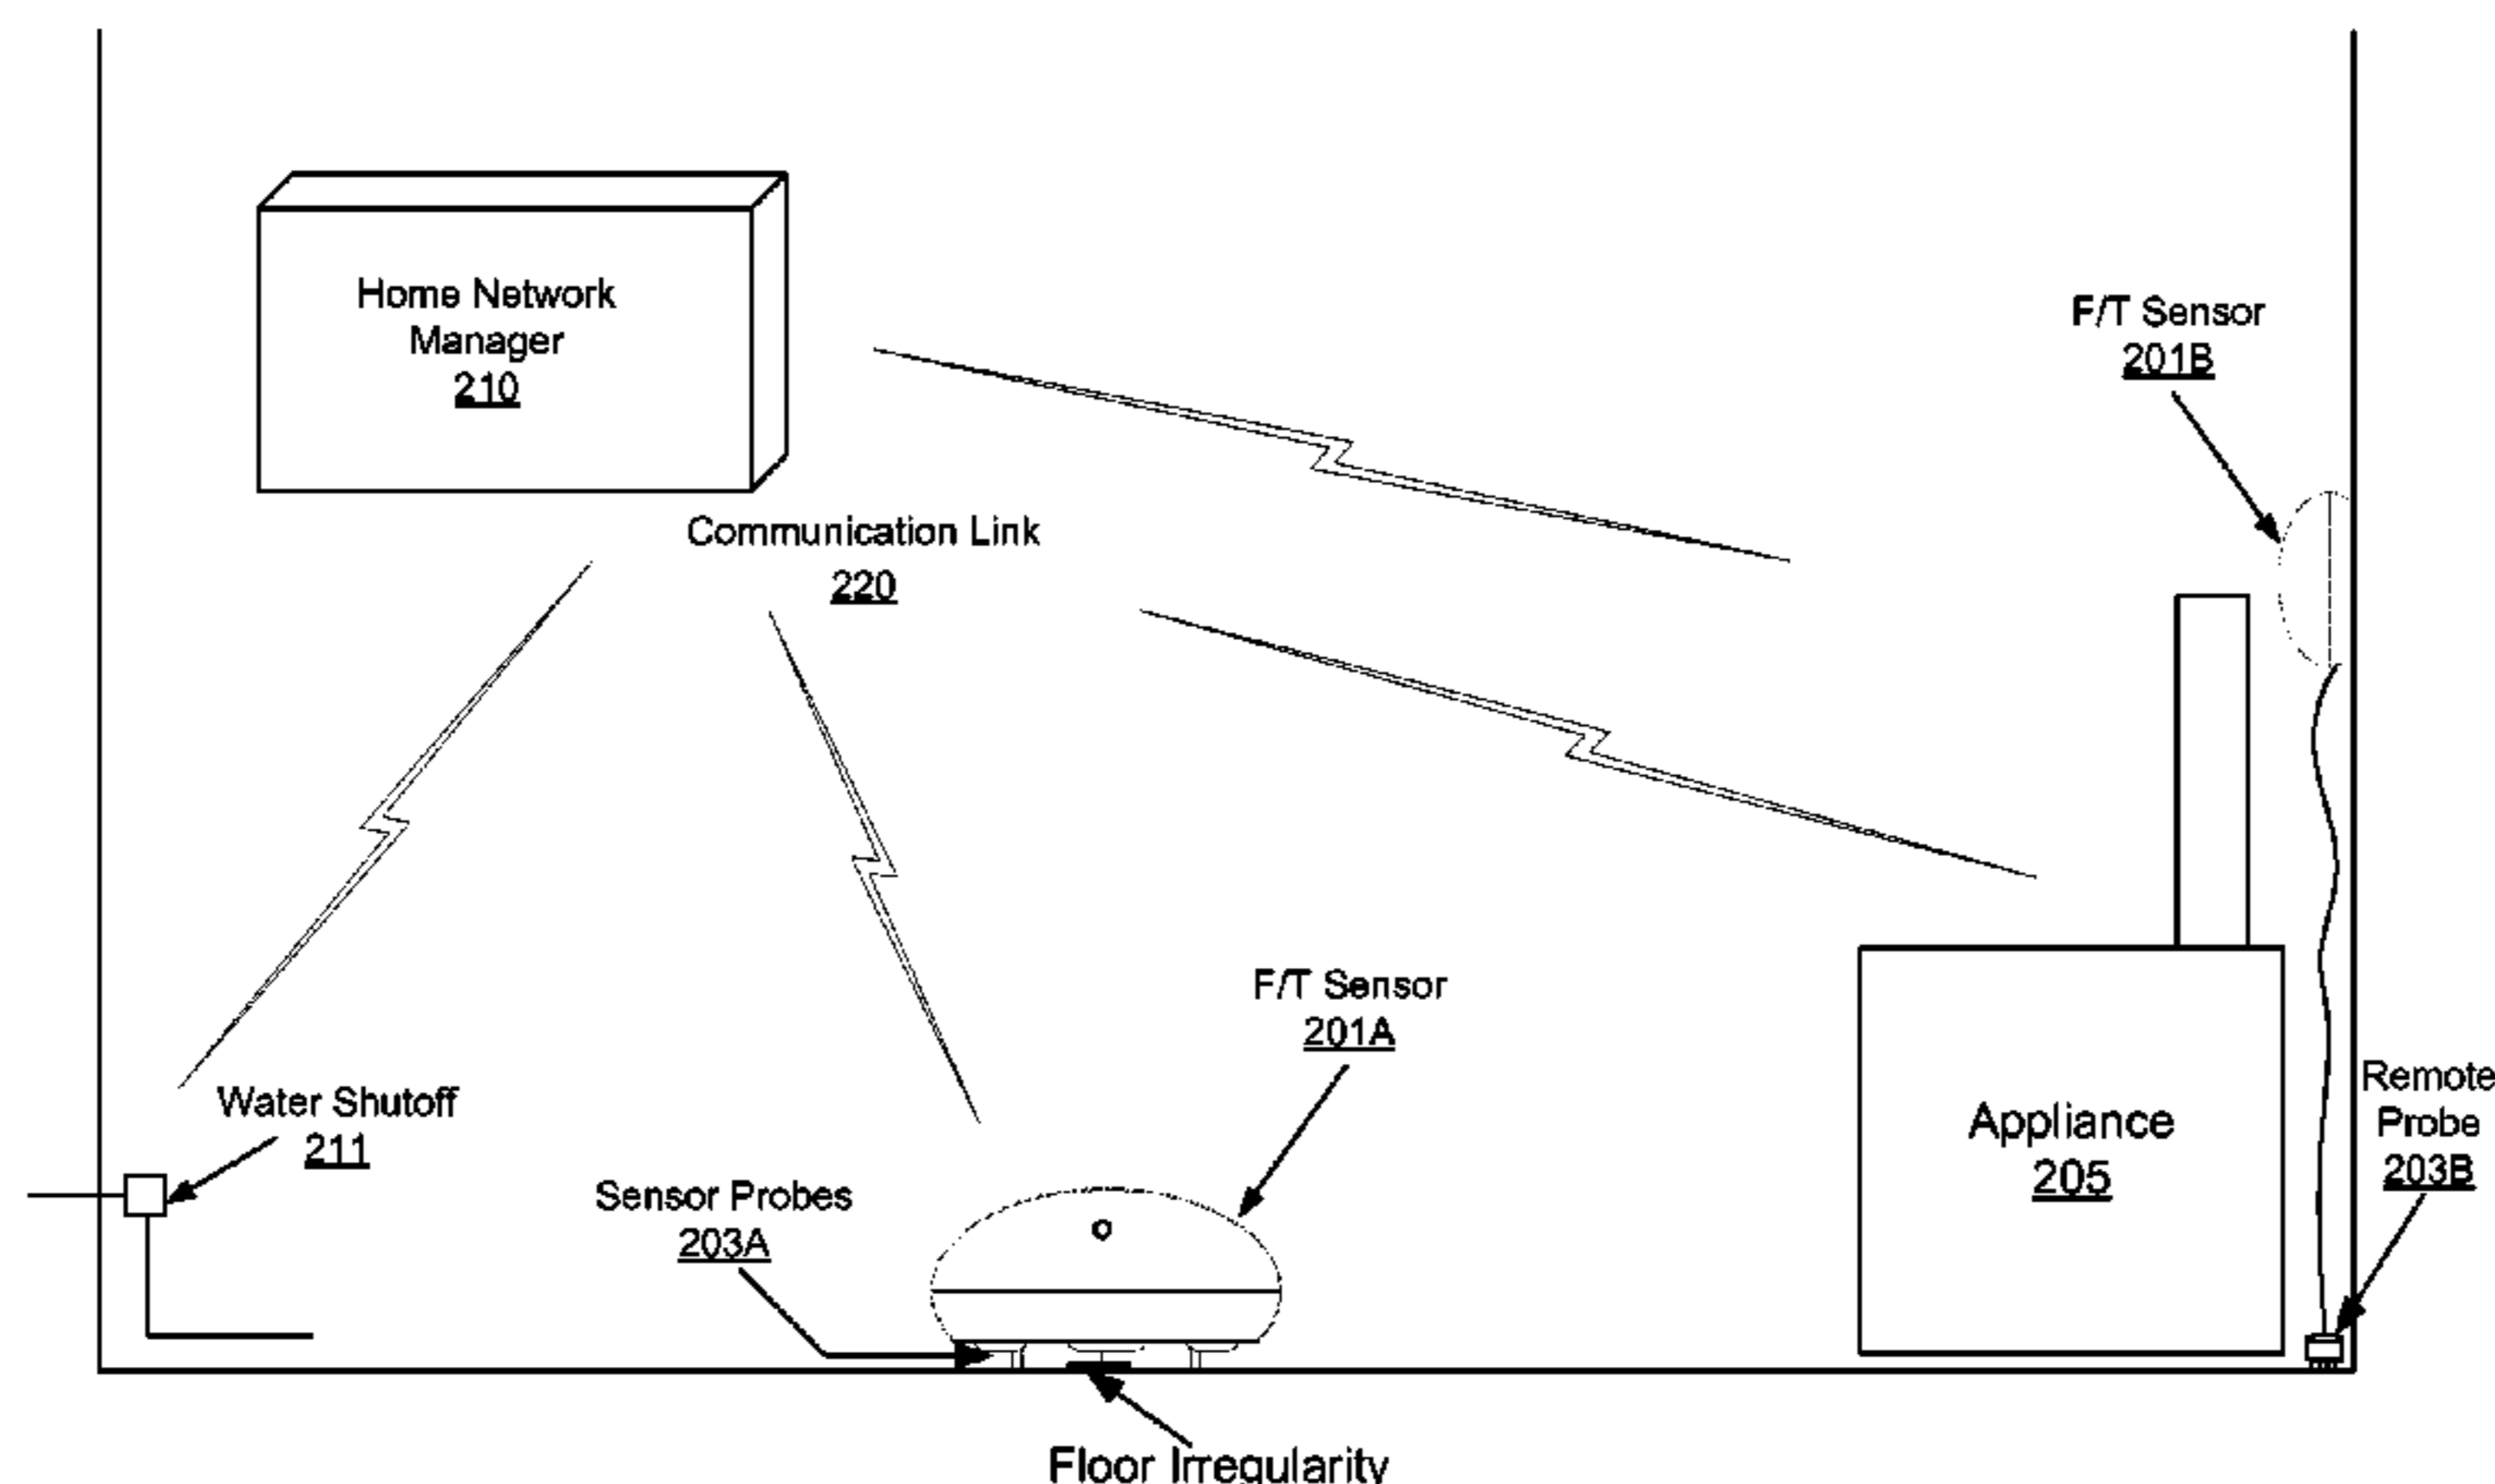 Home Network
Manager
210
F/T Sensor
201B
Communication Link
220
F/T Sensor
201A
Remote
Probe
203B
Water Shutoff
211
Appliance
205
Sensor Probes
203A
Floor Irregularity